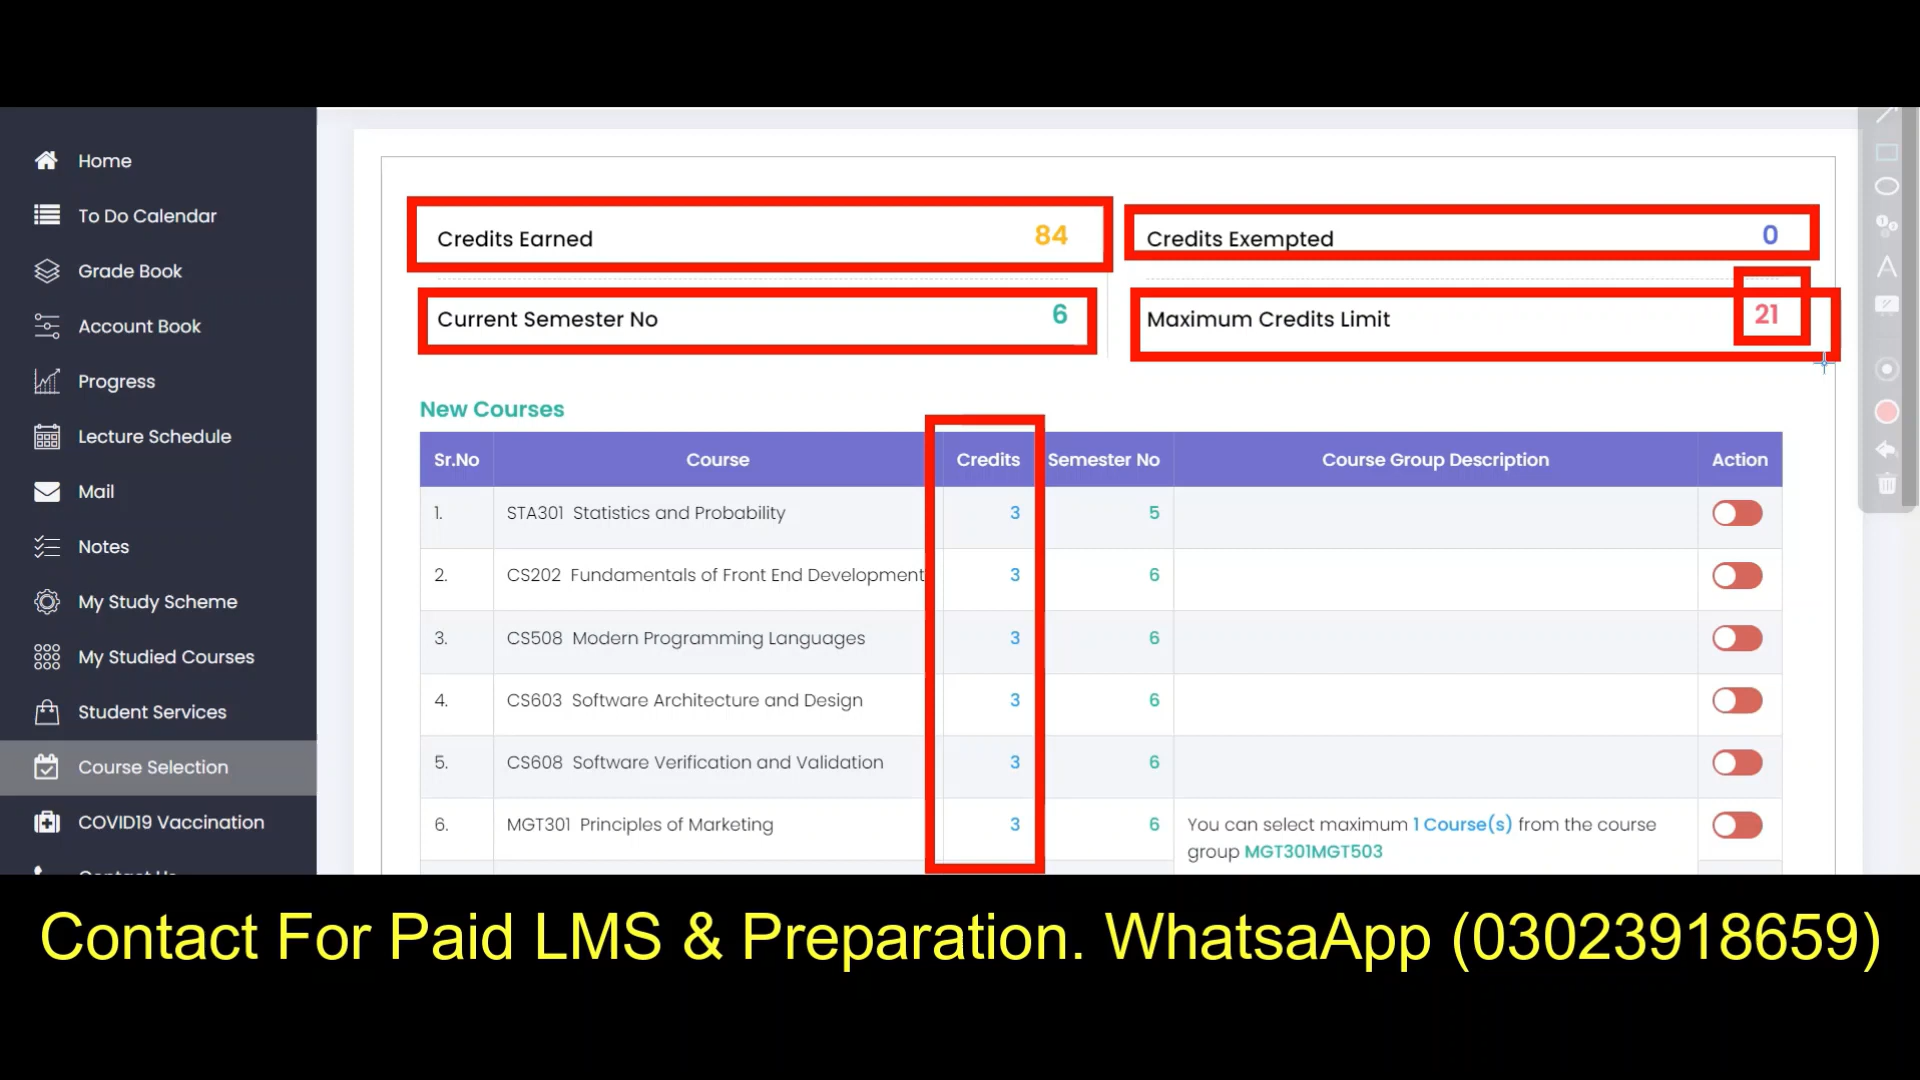 Home
To Do Calendar
Grade Book
Account Book
Progress
Lecture Schedule
Mail
Notes
My Study Scheme
My Studied Courses
Student Services
Course Selection
COVID19 Vaccination
Credits Earned 84 Credits Exempted 0
Current Semester No 6 Maximum Credits Limit 21
New Courses
Sr.No Course Credits Semester No Course Group Description Action
1. STA301 Statistics and Probability 3 5
2. CS202 Fundamentals of Front End Development 3 6
3. CS508 Modern Programming Languages 3 6
4. CS603 Software Architecture and Design 3 6
5. CS608 Software Verification and Validation 3 6
6. MGT301 Principles of Marketing 3 6 You can select maximum 1 Course(s) from the course
group MGT301MGT503
Contact For Paid LMS & Preparation. WhatsaApp (03023918659)